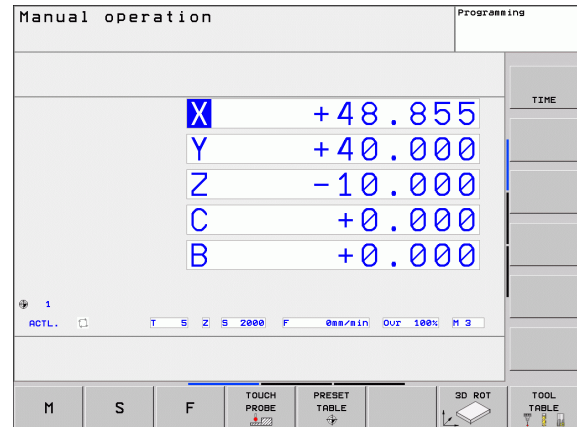 Manual operation
Programming
TIME
X +48.855
Y +40.000
Z -10.000
C +0.000
B +0.000
1
ACTL. T 5 Z S 2000 F 0mm/min Ovr 100% M 3
M S F TOUCH PROBE PRESET TABLE 3D ROT TOOL TABLE